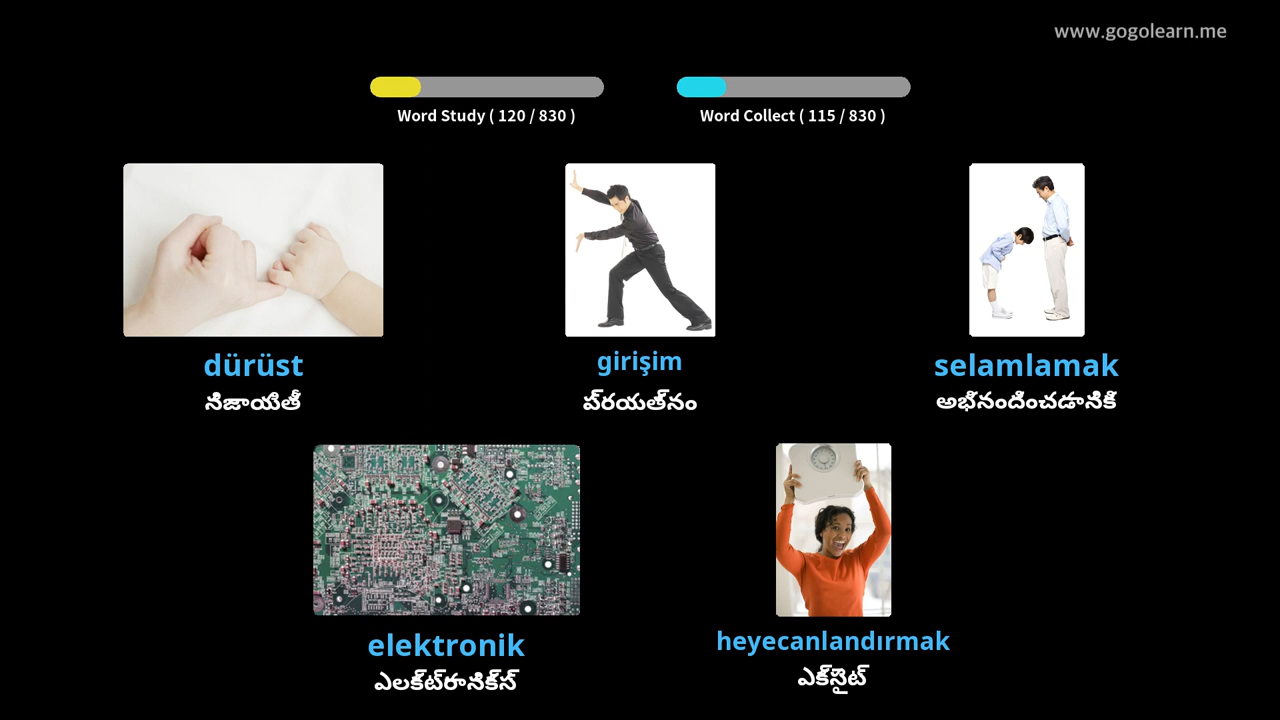 www.gogolearn.me
Word Study ( 120 / 830 )
Word Collect ( 115 / 830 )
dürüst
నిజాయితీ
girişim
ప్రయత్నం
selamlamak
అభినందించడానికి
elektronik
ఎలక్ట్రానిక్స్
heyecanlandırmak
ఎక్సైట్